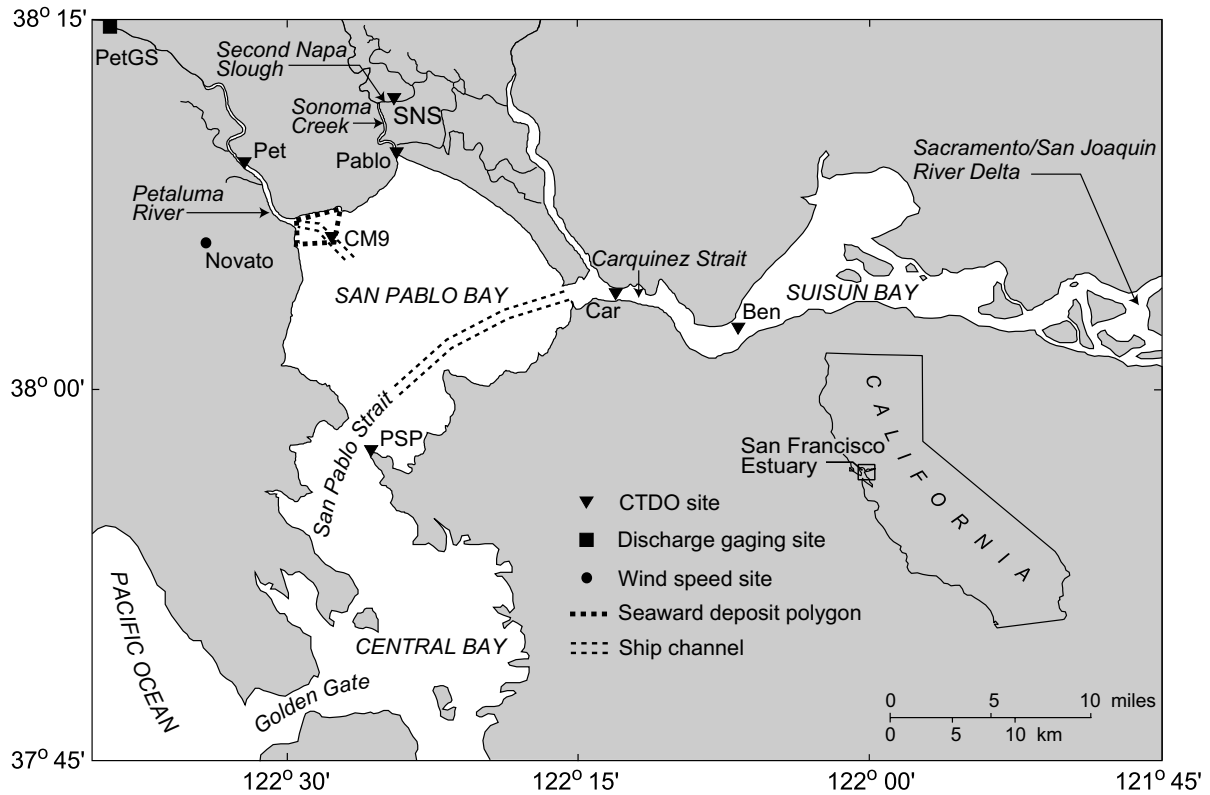 38° 15'
PetGS
Second Napa
Slough
Sonoma
Creek
SNS
Pet
Pablo
Petaluma
River
Novato
CM9
Sacramento/San Joaquin
River Delta
Carquinez Strait
SAN PABLO BAY
SUISUN BAY
Car
Ben
38° 00'
San Pablo Strait
PSP
CALIFORNIA
San Francisco
Estuary
CTDO site
Discharge gaging site
Wind speed site
Seaward deposit polygon
Ship channel
PACIFIC OCEAN
CENTRAL BAY
Golden Gate
0 5 10 miles
0 5 10 km
37° 45'
122° 30' 122° 15' 122° 00' 121° 45'